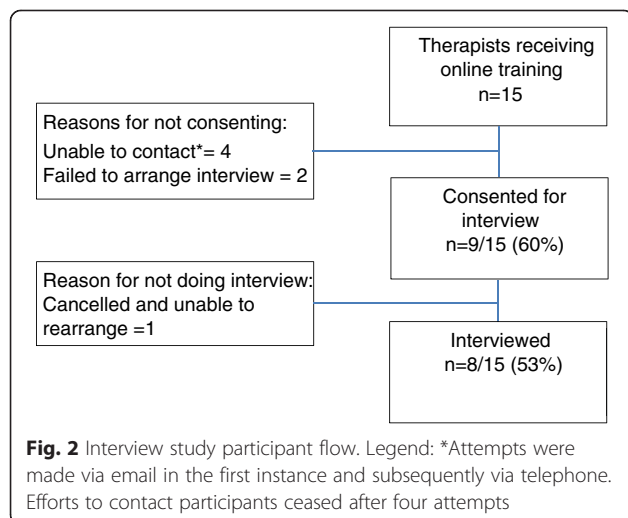 Therapists receiving
online training
n=15
Reasons for not consenting:
Unable to contact*= 4
Failed to arrange interview = 2
Consented for
interview
n=9/15 (60%)
Reason for not doing interview:
Cancelled and unable to
rearrange =1
Interviewed
n=8/15 (53%)
Fig. 2 Interview study participant flow. Legend: *Attempts were
made via email in the first instance and subsequently via telephone.
Efforts to contact participants ceased after four attempts